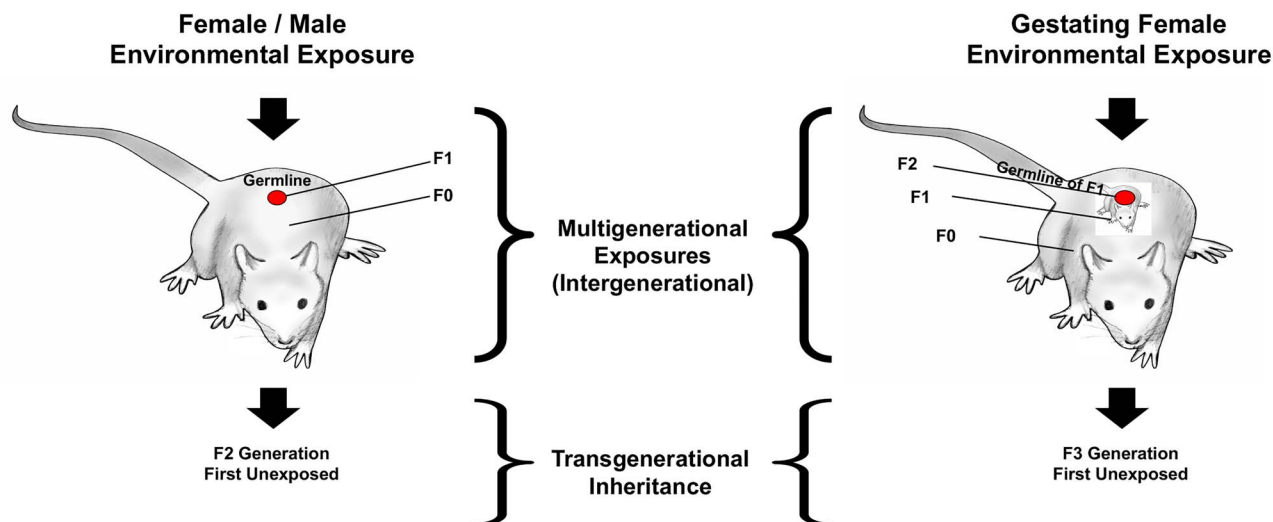 Female / Male
Environmental Exposure
Germline
F1
F0
F2 Generation
First Unexposed
Multigenerational
Exposures
(Intergenerational)
Transgenerational
Inheritance
Gestating Female
Environmental Exposure
F2
Germline of F1
F1
F0
F3 Generation
First Unexposed